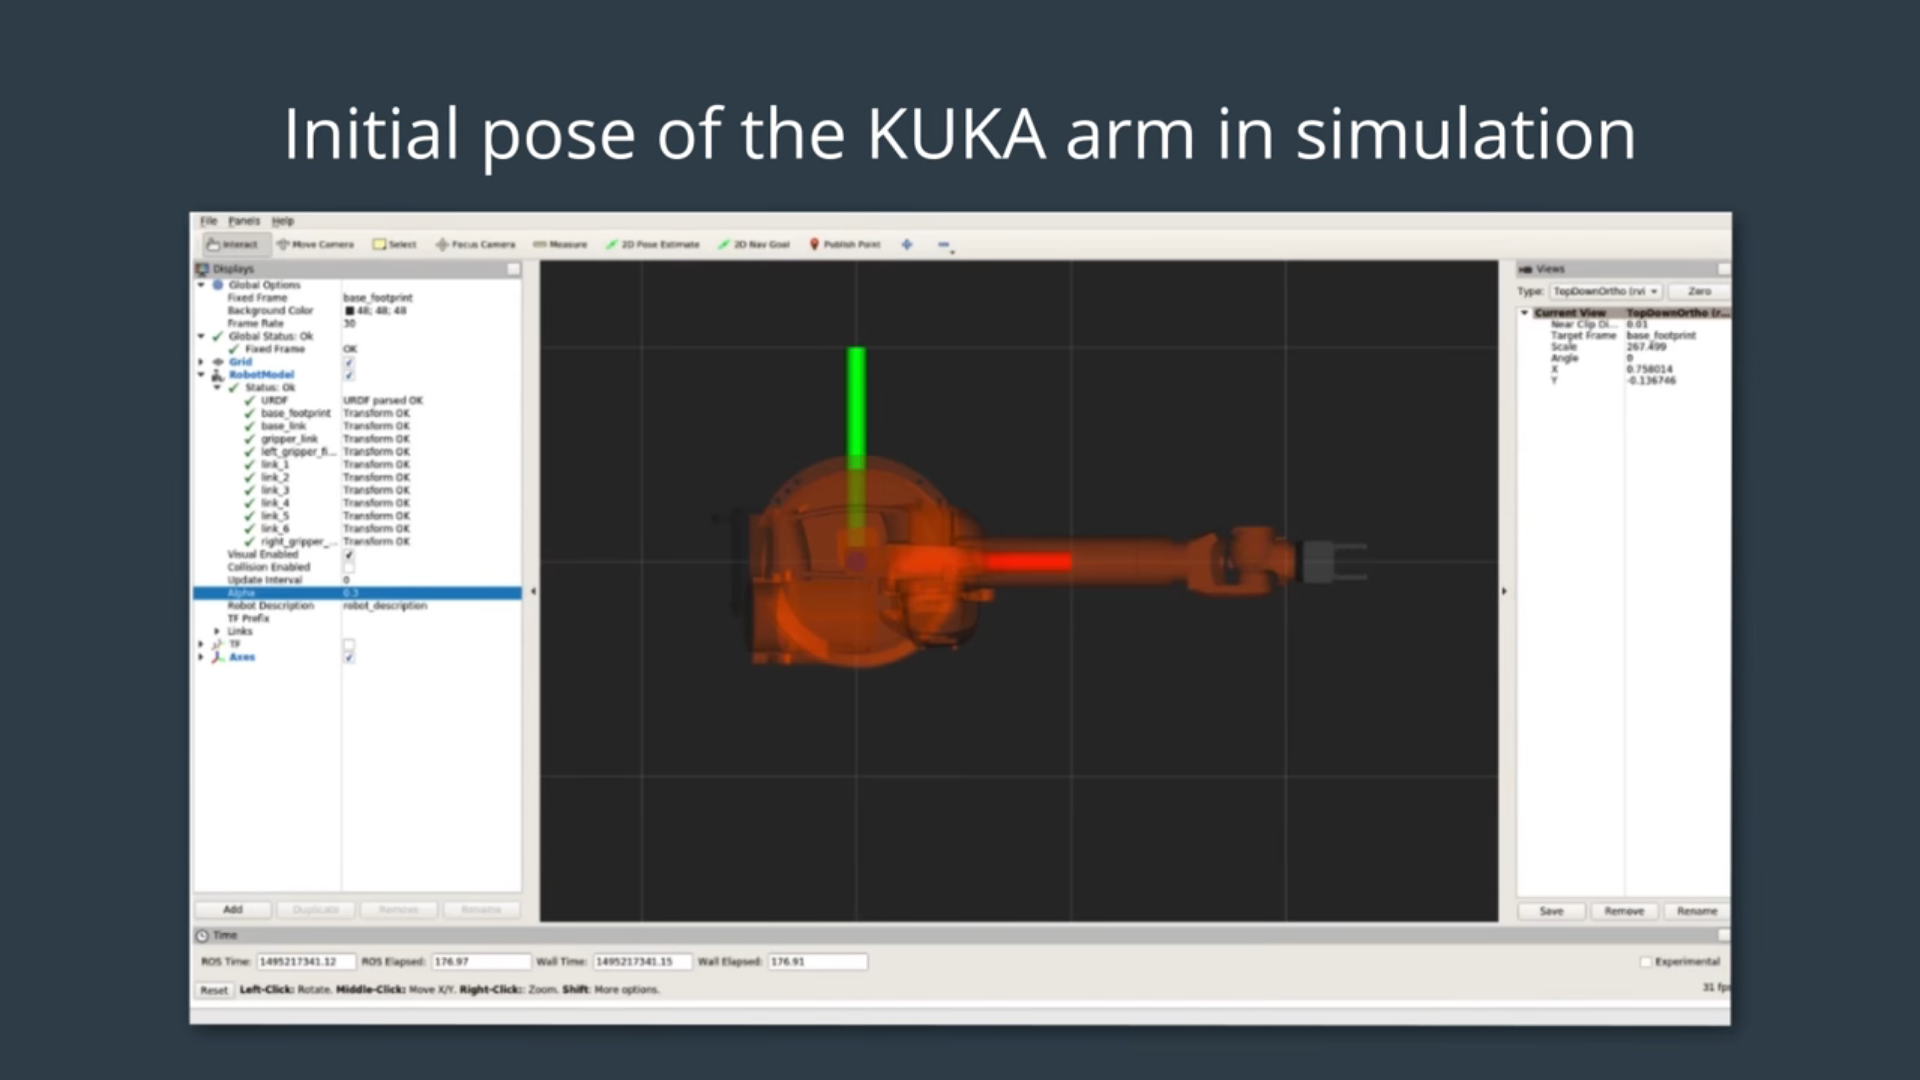 Initial pose of the KUKA arm in simulation
File Panels Help
Interact Move Camera Select Focus Camera Measure 2D Pose Estimate 2D Nav Goal Publish Point
Displays
Global Options
Fixed Frame base_footprint
Background Color 48; 48; 48
Frame Rate 30
Global Status: Ok
Fixed Frame OK
Grid
RobotModel
Status: Ok
URDF URDF parsed OK
base_footprint Transform OK
base_link Transform OK
gripper_link Transform OK
left_gripper_fi... Transform OK
link_1 Transform OK
link_2 Transform OK
link_3 Transform OK
link_4 Transform OK
link_5 Transform OK
link_6 Transform OK
right_gripper_... Transform OK
Visual Enabled
Collision Enabled
Update Interval 0
Alpha 0.3
Robot Description robot_description
TF Prefix
Links
TF
Axes
Add Duplicate Remove Rename
Views
Type: TopDownOrtho (rvi Zero
Current View TopDownOrtho (r...
Near Clip Di... 0.01
Target Frame base_footprint
Scale 267.499
Angle 0
X 0.758014
Y -0.136746
Save Remove Rename
Time
ROS Time: 1495217341.12 ROS Elapsed: 176.97 Wall Time: 1495217341.15 Wall Elapsed: 176.91 Experimental
Reset Left-Click: Rotate. Middle-Click: Move X/Y. Right-Click:: Zoom. Shift: More options. 31 fps